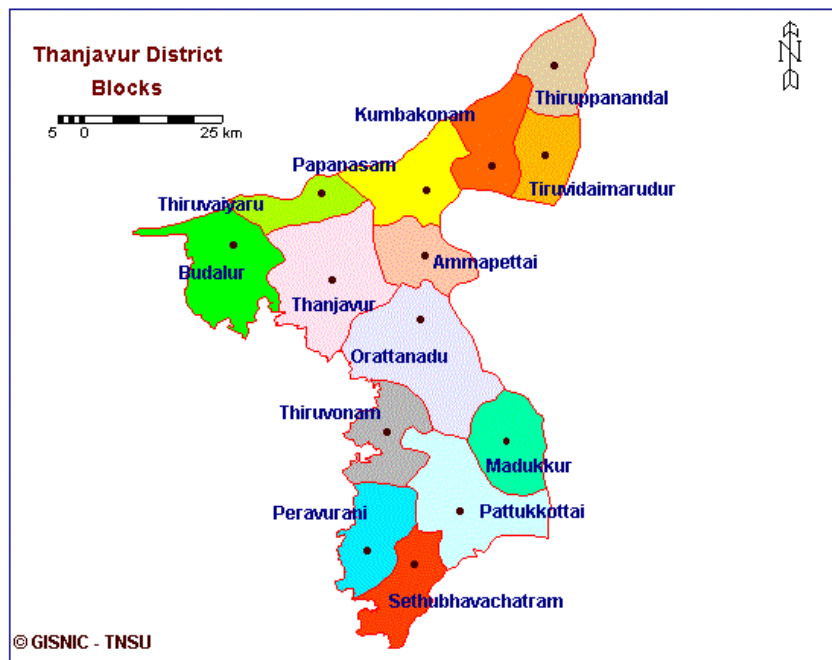 Thanjavur District
Blocks
5 0 25 km
N
Thiruppanandal
Kumbakonam
Papanasam
Tiruvidaimarudur
Thiruvaiyaru
Ammapettai
Budalur
Thanjavur
Orattanadu
Thiruvonam
Madukkur
Peravurani
Pattukkottai
Sethubhavachatram
© GISNIC - TNSU